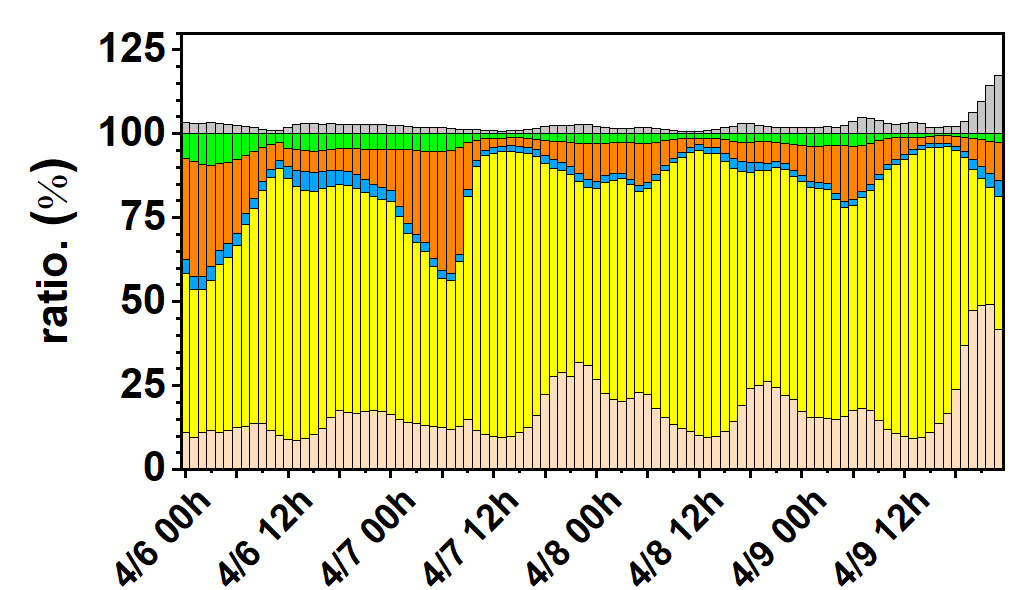 125
100
75
50
25
0
ratio. (%)
4/6 00h
4/6 12h
4/7 00h
4/7 12h
4/8 00h
4/8 12h
4/9 00h
4/9 12h